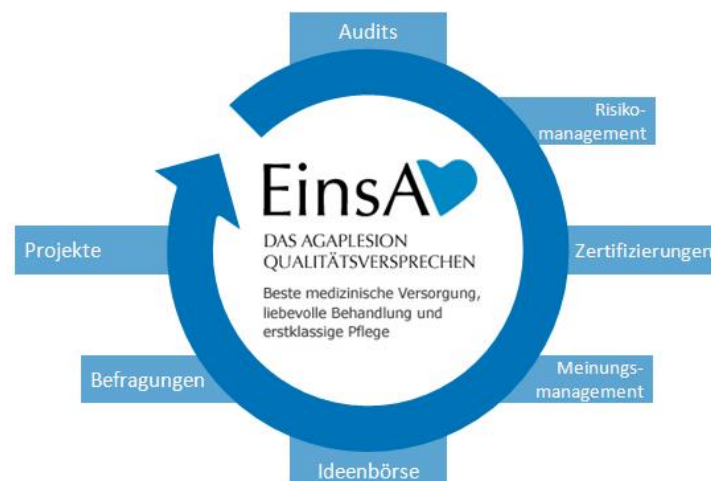 Audits
Risiko-
management
EinsA
DAS AGAPLESION
QUALITÄTSVERSPRECHEN
Beste medizinische Versorgung,
liebevolle Behandlung und
erstklassige Pflege
Projekte
Zertifizierungen
Befragungen
Meinungs-
management
Ideenbörse